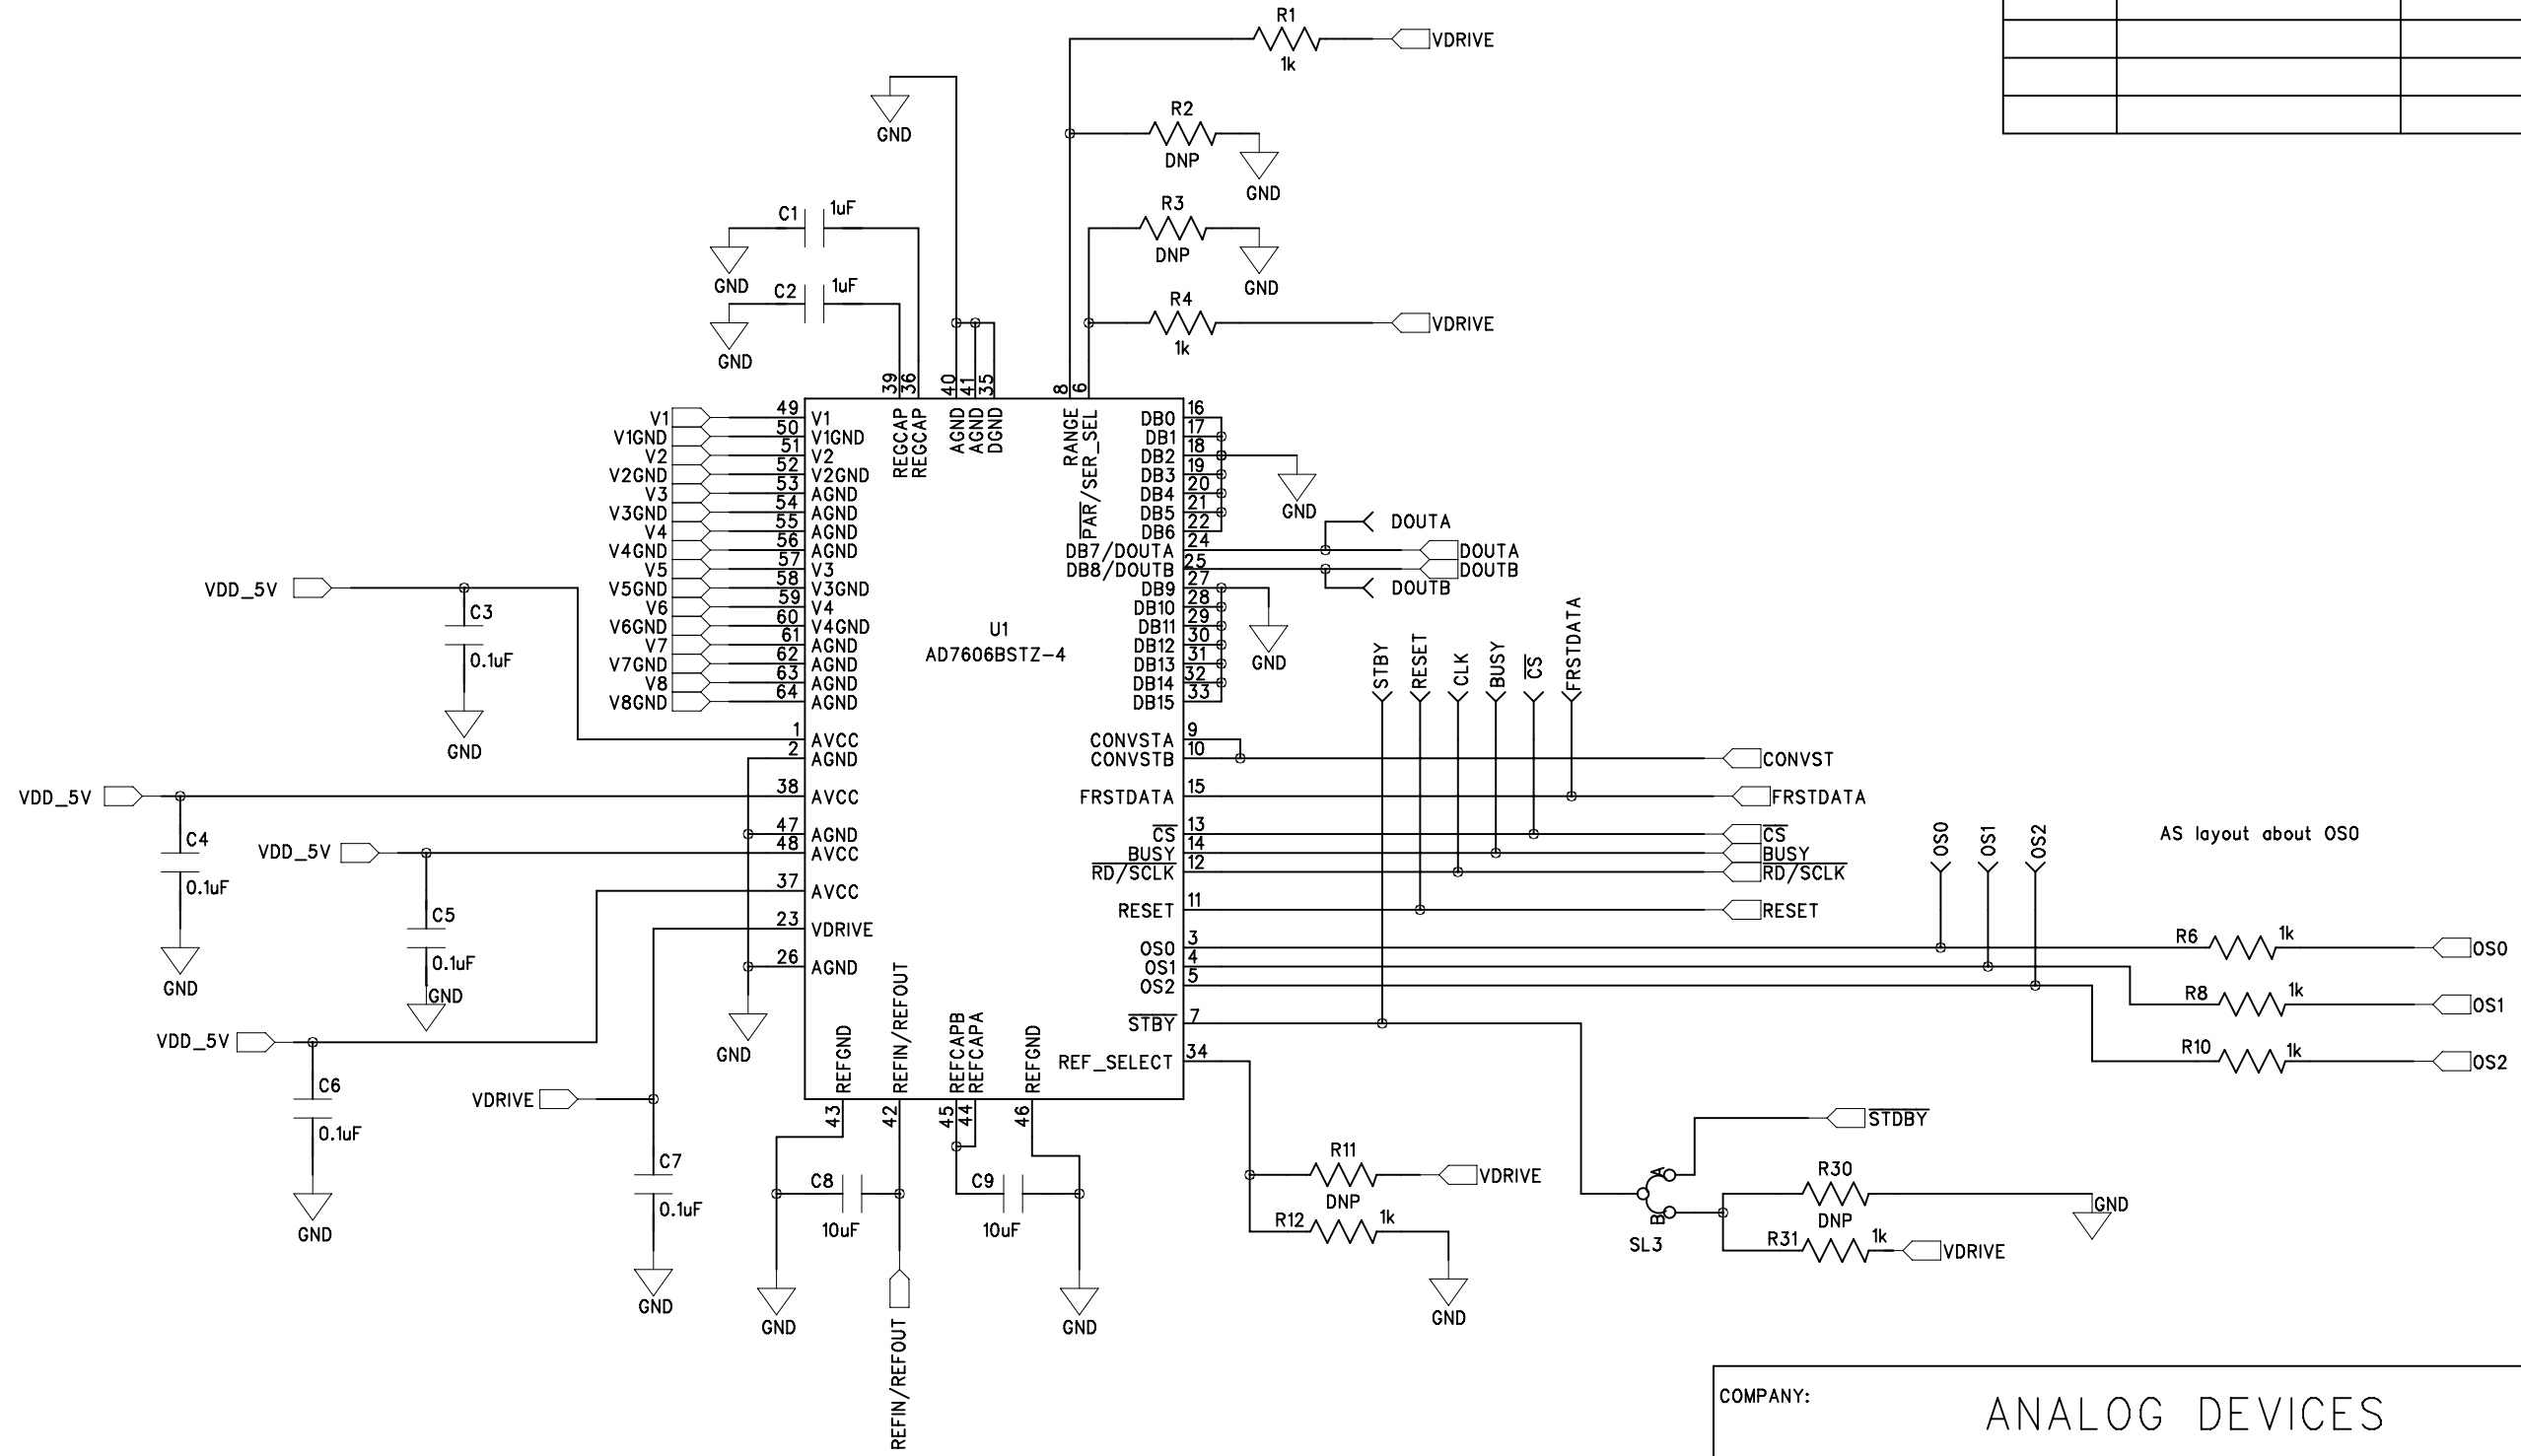 R1
VDRIVE
1k
GND
R2
DNP
GND
C1
1uF
GND
R3
DNP
GND
C2
1uF
GND
R4
VDRIVE
1k
39
36
40
41
35
8
6
REGCAP
REGCAP
AGND
AGND
DGND
RANGE
PAR/SER_SEL
V1
49
V1
V1GND
50
V1GND
V2
51
V2
V2GND
52
V2GND
V3
53
AGND
V3GND
54
AGND
V4
55
AGND
V4GND
56
AGND
V5
57
V3
V5GND
58
V3GND
V6
59
V4
V6GND
60
V4GND
V7
61
AGND
V7GND
62
AGND
V8
63
AGND
V8GND
64
AGND
1
AVCC
2
AGND
38
AVCC
47
AGND
48
AVCC
37
AVCC
23
VDRIVE
26
AGND
U1
AD7606BSTZ-4
DB0
16
DB1
17
DB2
18
DB3
19
DB4
20
DB5
21
DB6
22
DB7/DOUTA
24
DB8/DOUTB
25
DB9
27
DB10
28
DB11
29
DB12
30
DB13
31
DB14
32
DB15
33
CONVSTA
9
CONVSTB
10
FRSTDATA
15
CS
13
BUSY
14
RD/SCLK
12
RESET
11
OS0
3
OS1
4
OS2
5
STBY
7
REF_SELECT
34
GND
DOUTA
DOUTA
DOUTB
DOUTB
GND
STBY
RESET
CLK
BUSY
CS
FRSTDATA
CONVST
FRSTDATA
CS
BUSY
RD/SCLK
RESET
OS0
OS1
OS2
AS layout about OS0
R6
1k
OS0
R8
1k
OS1
R10
1k
OS2
VDD_5V
C3
0.1uF
GND
VDD_5V
C4
0.1uF
GND
VDD_5V
C5
0.1uF
GND
VDD_5V
C6
0.1uF
GND
VDRIVE
C7
0.1uF
GND
GND
REFGND
REFIN/REFOUT
REFCAPB
REFCAPA
REFGND
43
42
45
44
46
C8
10uF
GND
REFIN/REFOUT
C9
10uF
GND
R11
DNP
VDRIVE
R12
1k
GND
STDBY
A
B
SL3
R30
DNP
GND
R31
1k
VDRIVE
COMPANY:
ANALOG DEVICES